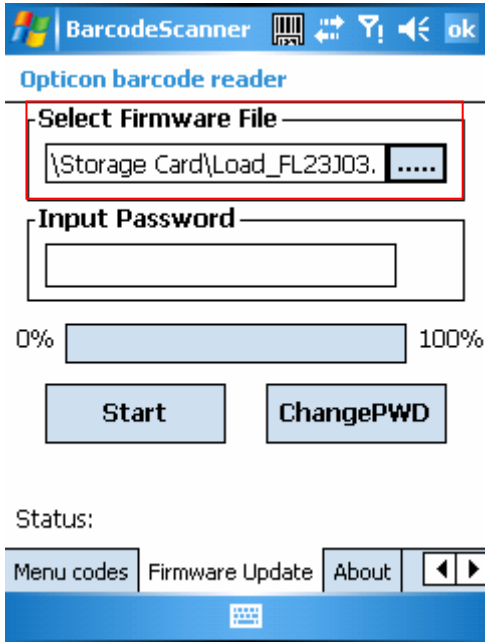 BarcodeScanner ok
Opticon barcode reader
Select Firmware File
\Storage Card\Load_FL23J03. .....
Input Password
0% 100%
Start ChangePWD
Status:
Menu codes Firmware Update About